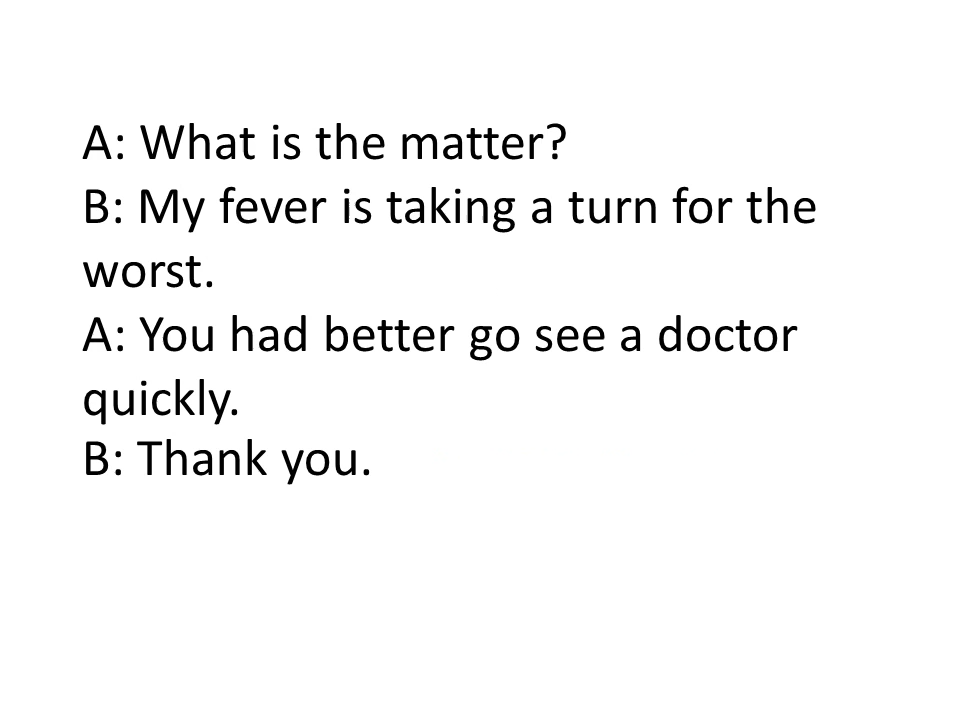 A: What is the matter?
B: My fever is taking a turn for the
worst.
A: You had better go see a doctor
quickly.
B: Thank you.